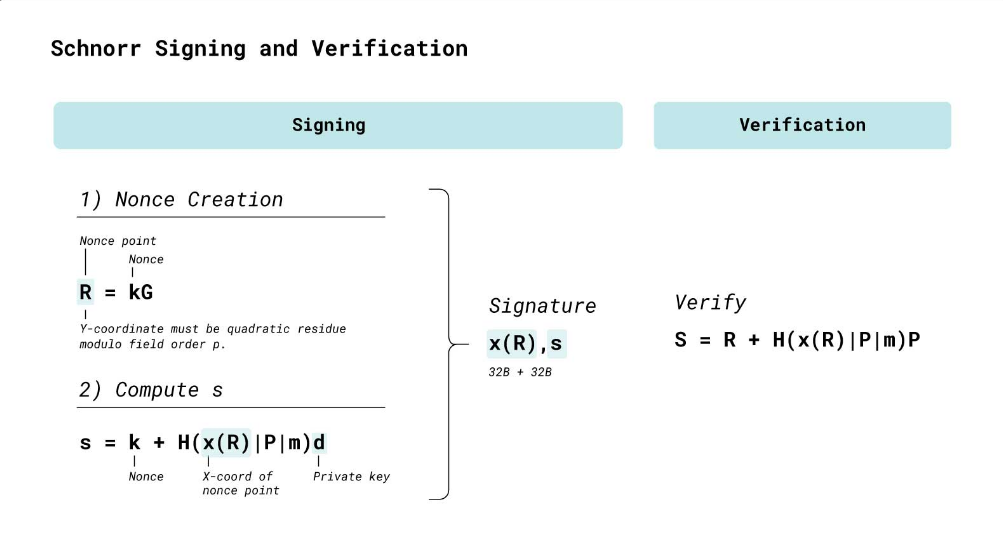 Schnorr Signing and Verification
Signing
Verification
1) Nonce Creation
Nonce point
Nonce
R = kG
Y-coordinate must be quadratic residue
modulo field order p.
2) Compute s
s = k + H(x(R)|P|m)d
Nonce
X-coord of
nonce point
Private key
Signature
x(R),s
32B + 32B
Verify
S = R + H(x(R)|P|m)P